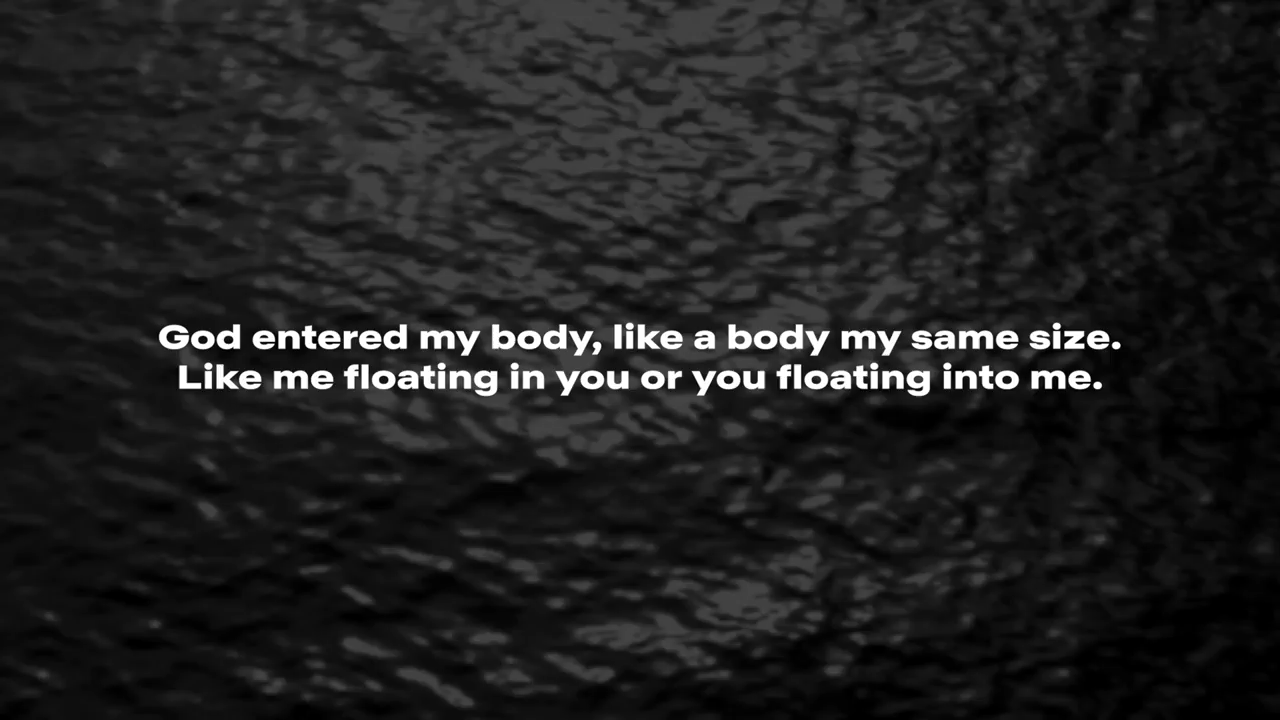 God entered my body, like a body my same size.
Like me floating in you or you floating into me.